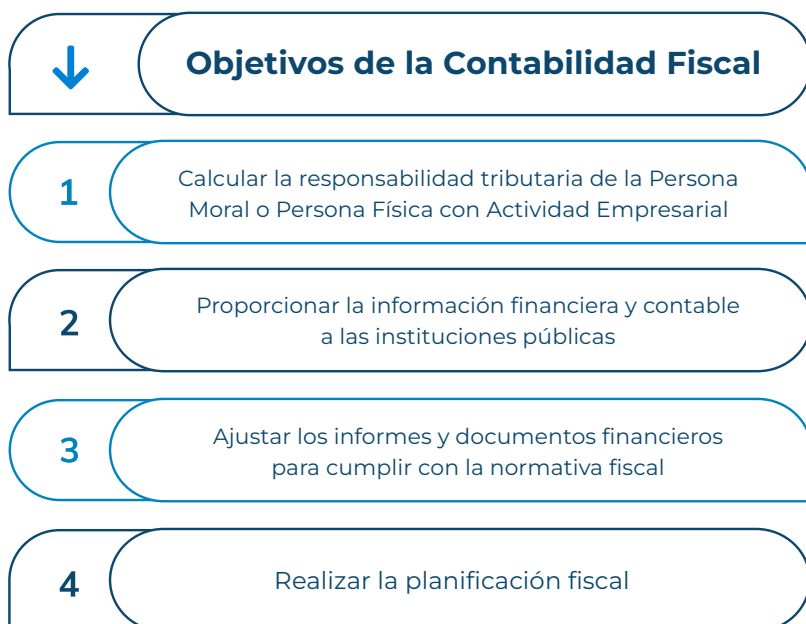 Objetivos de la Contabilidad Fiscal
1
Calcular la responsabilidad tributaria de la Persona
Moral o Persona Física con Actividad Empresarial
2
Proporcionar la información financiera y contable
a las instituciones públicas
3
Ajustar los informes y documentos financieros
para cumplir con la normativa fiscal
4
Realizar la planificación fiscal